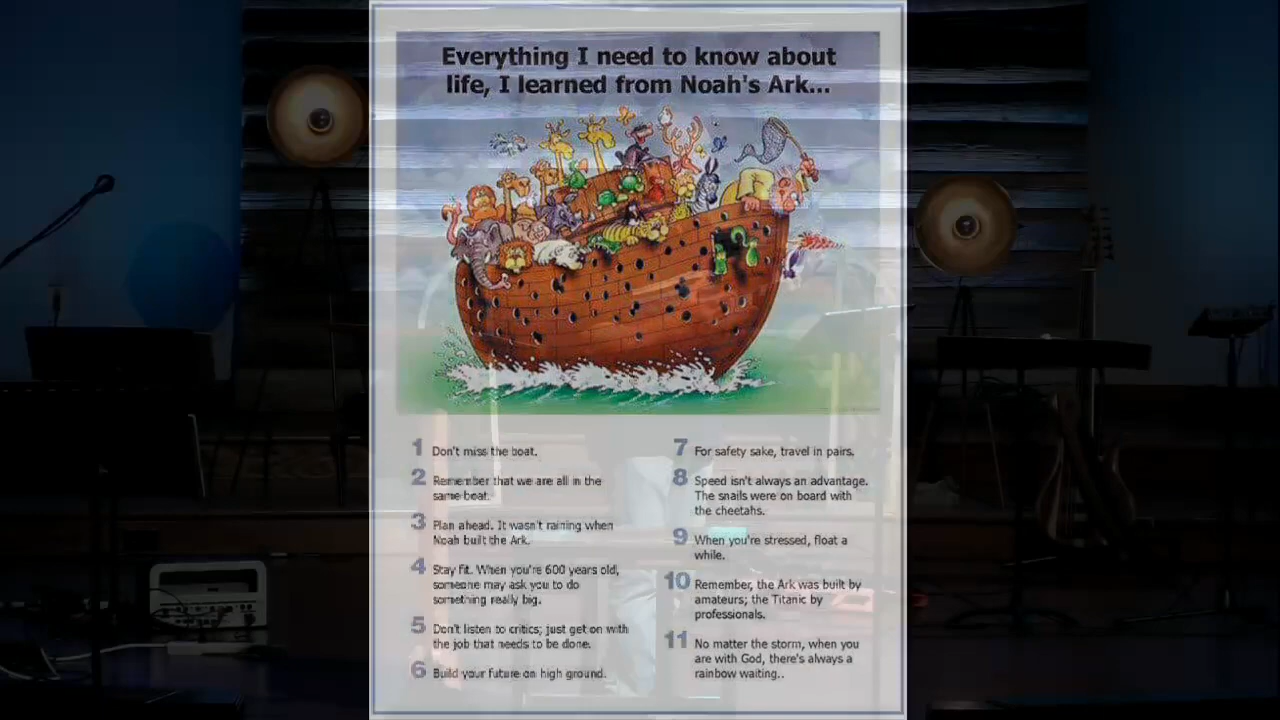 Everything I need to know about
life, I learned from Noah's Ark...
1 Don't miss the boat.
2 Remember that we are all in the
same boat.
3 Plan ahead. It wasn't raining when
Noah built the Ark.
4 Stay fit. When you're 600 years old,
someone may ask you to do
something really big.
5 Don't listen to critics; just get on with
the job that needs to be done.
6 Build your future on high ground.
7 For safety sake, travel in pairs.
8 Speed isn't always an advantage.
The snails were on board with
the cheetahs.
9 When you're stressed, float a
while.
10 Remember, the Ark was built by
amateurs; the Titanic by
professionals.
11 No matter the storm, when you
are with God, there's always a
rainbow waiting..